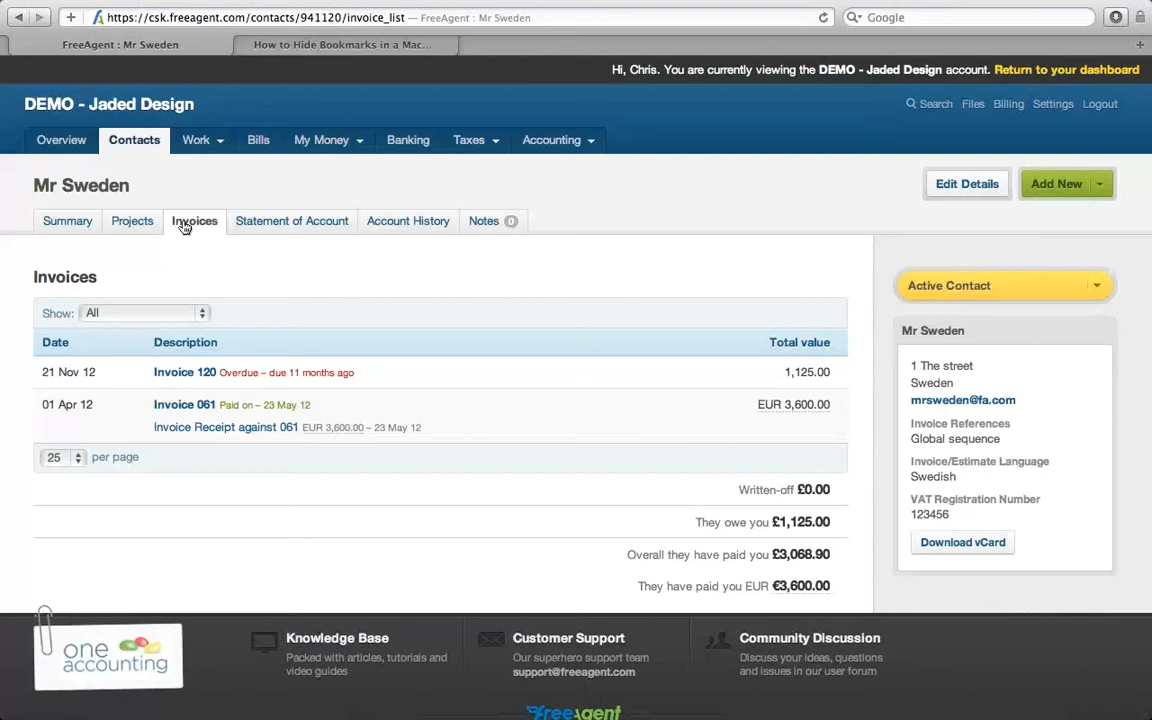 https://csk.freeagent.com/contacts/941120/invoice_list — FreeAgent : Mr Sweden
Google
FreeAgent : Mr Sweden
How to Hide Bookmarks in a Mac...
Hi, Chris. You are currently viewing the DEMO - Jaded Design account. Return to your dashboard
DEMO - Jaded Design
Search Files Billing Settings Logout
Overview Contacts Work Bills My Money Banking Taxes Accounting
Mr Sweden
Edit Details
Add New
Summary Projects Invoices Statement of Account Account History Notes 0
Invoices
Show: All
Date Description Total value
21 Nov 12 Invoice 120 Overdue – due 11 months ago 1,125.00
01 Apr 12 Invoice 061 Paid on – 23 May 12 EUR 3,600.00
Invoice Receipt against 061 EUR 3,600.00 – 23 May 12
25 per page
Written-off £0.00
They owe you £1,125.00
Overall they have paid you £3,068.90
They have paid you EUR €3,600.00
Active Contact
Mr Sweden
1 The street
Sweden
mrsweden@fa.com
Invoice References
Global sequence
Invoice/Estimate Language
Swedish
VAT Registration Number
123456
Download vCard
one
accounting
Knowledge Base
Packed with articles, tutorials and
video guides
Customer Support
Our superhero support team
support@freeagent.com
Community Discussion
Discuss your ideas, questions
and issues in our user forum
freeagent